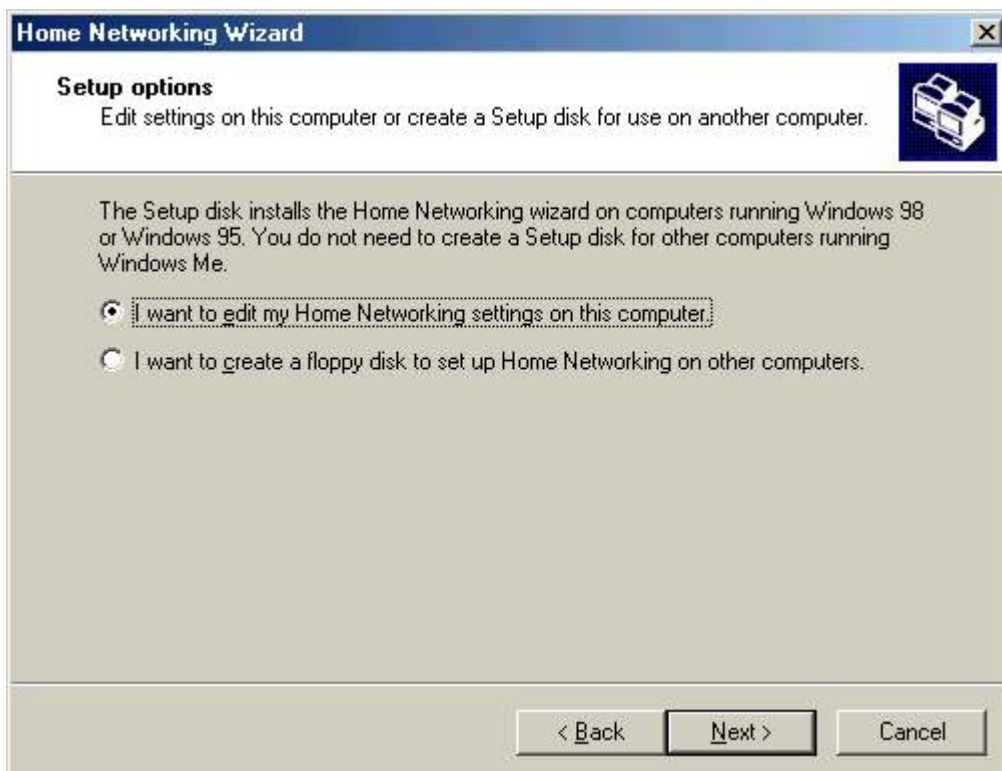 Home Networking Wizard
Setup options
Edit settings on this computer or create a Setup disk for use on another computer.
The Setup disk installs the Home Networking wizard on computers running Windows 98
or Windows 95. You do not need to create a Setup disk for other computers running
Windows Me.
I want to edit my Home Networking settings on this computer.
I want to create a floppy disk to set up Home Networking on other computers.
< Back Next > Cancel